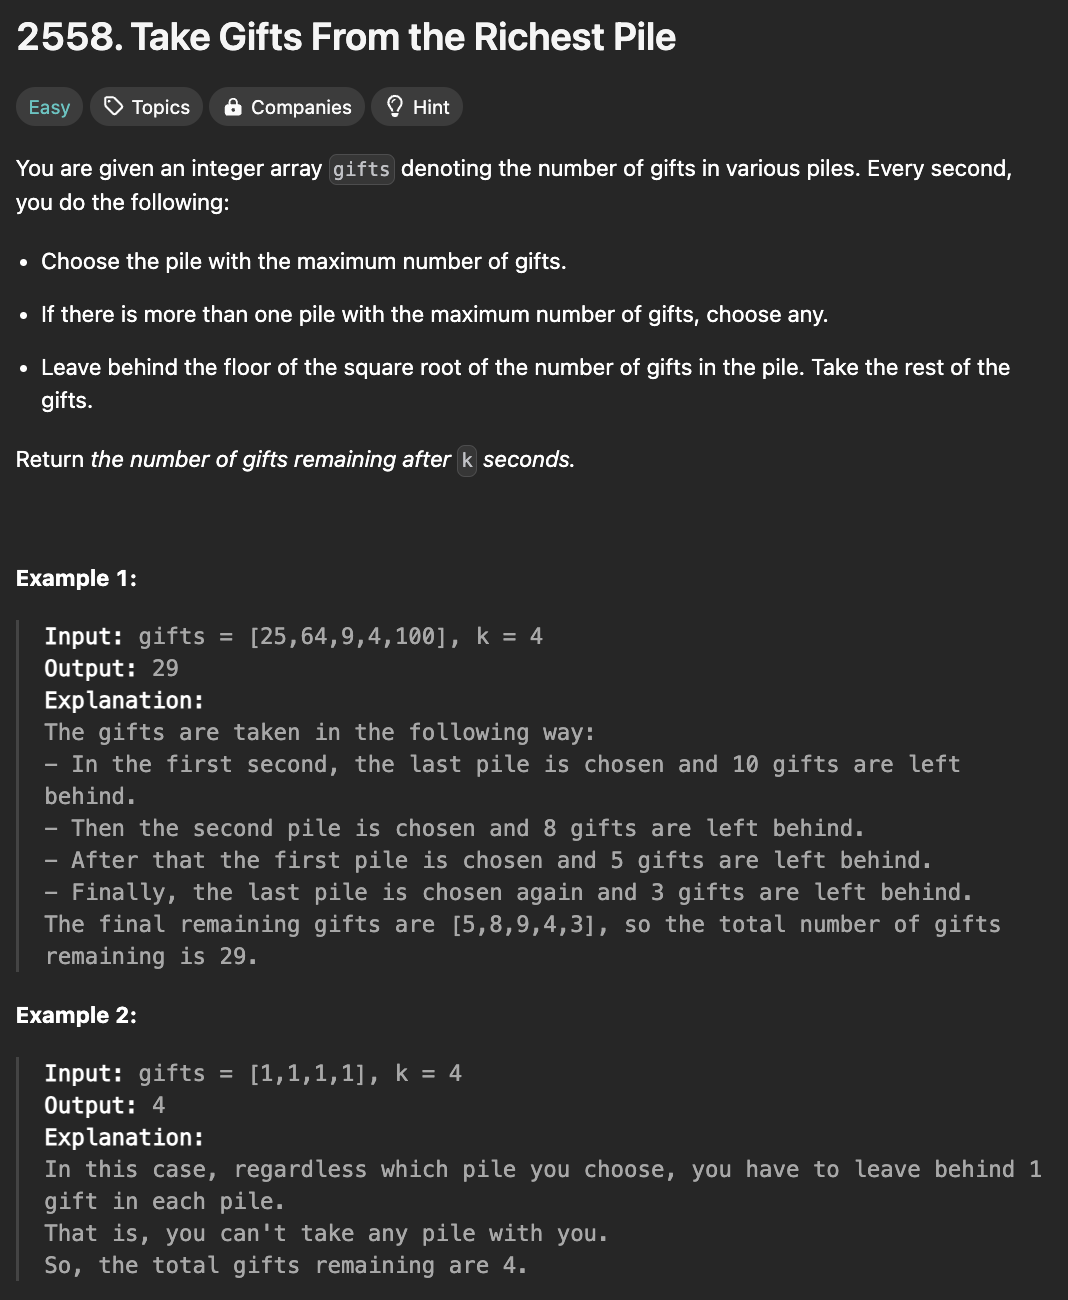 2558. Take Gifts From the Richest Pile
Easy Topics Companies Hint
You are given an integer array gifts denoting the number of gifts in various piles. Every second,
you do the following:
• Choose the pile with the maximum number of gifts.
• If there is more than one pile with the maximum number of gifts, choose any.
• Leave behind the floor of the square root of the number of gifts in the pile. Take the rest of the
gifts.
Return the number of gifts remaining after k seconds.
Example 1:
Input: gifts = [25,64,9,4,100], k = 4
Output: 29
Explanation:
The gifts are taken in the following way:
- In the first second, the last pile is chosen and 10 gifts are left
behind.
- Then the second pile is chosen and 8 gifts are left behind.
- After that the first pile is chosen and 5 gifts are left behind.
- Finally, the last pile is chosen again and 3 gifts are left behind.
The final remaining gifts are [5,8,9,4,3], so the total number of gifts
remaining is 29.
Example 2:
Input: gifts = [1,1,1,1], k = 4
Output: 4
Explanation:
In this case, regardless which pile you choose, you have to leave behind 1
gift in each pile.
That is, you can't take any pile with you.
So, the total gifts remaining are 4.